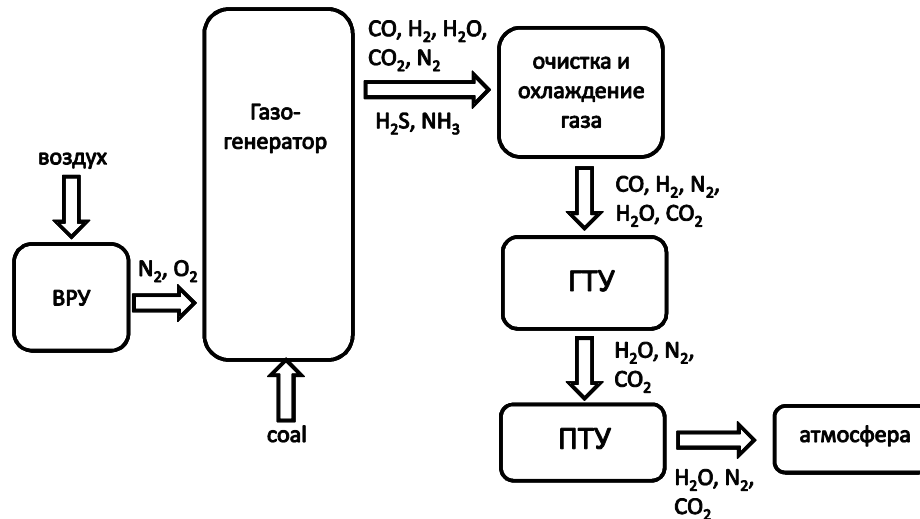 воздух
ВРУ
N₂, O₂
Газо-
генератор
coal
CO, H₂, H₂O,
CO₂, N₂
H₂S, NH₃
очистка и
охлаждение
газа
CO, H₂, N₂,
H₂O, CO₂
ГТУ
H₂O, N₂,
CO₂
ПТУ
H₂O, N₂,
CO₂
атмосфера